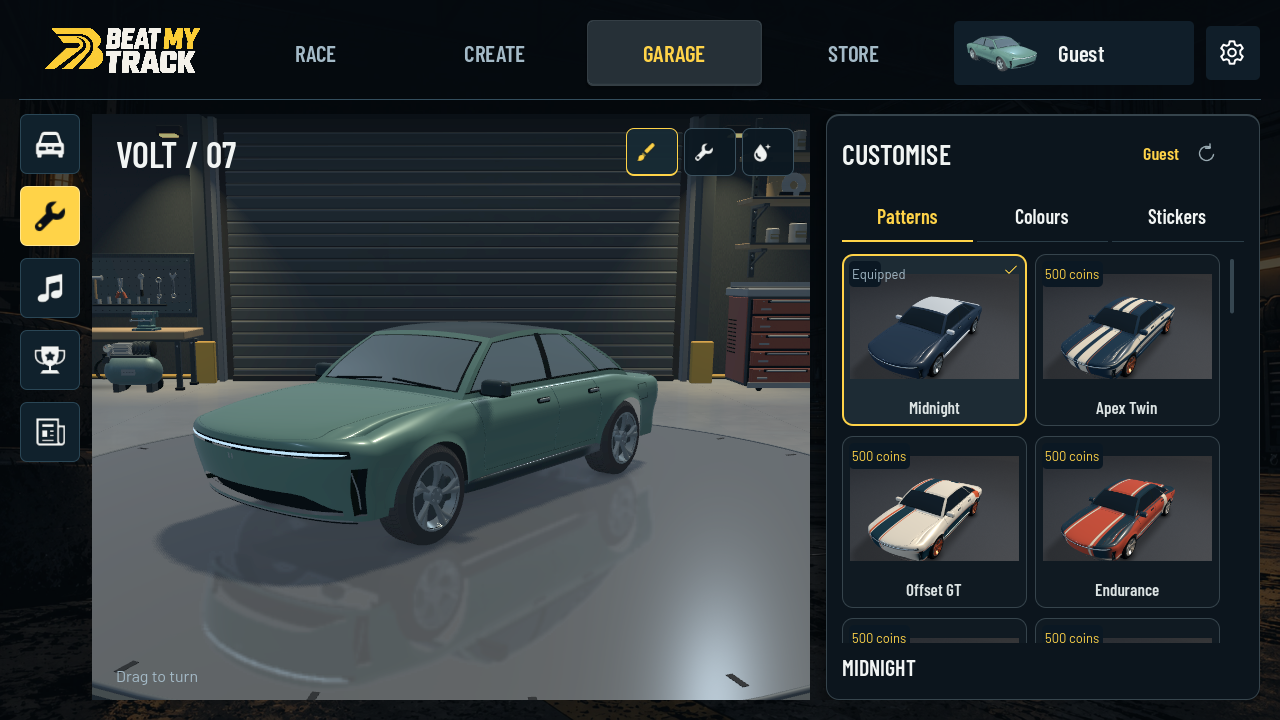 BEAT MY
TRACK
RACE
CREATE
GARAGE
STORE
Guest
VOLT / 07
Drag to turn
CUSTOMISE
Guest
Patterns
Colours
Stickers
Equipped
Midnight
500 coins
Apex Twin
500 coins
Offset GT
500 coins
Endurance
500 coins
500 coins
MIDNIGHT